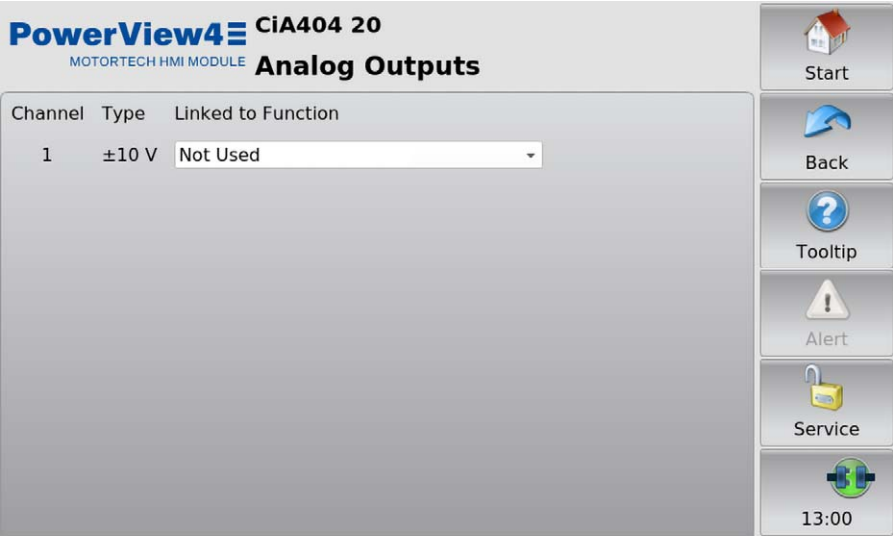 PowerView4
MOTORTECH HMI MODULE
CiA404 20
Analog Outputs
Channel Type Linked to Function
1 ±10 V Not Used
Start
Back
Tooltip
Alert
Service
13:00